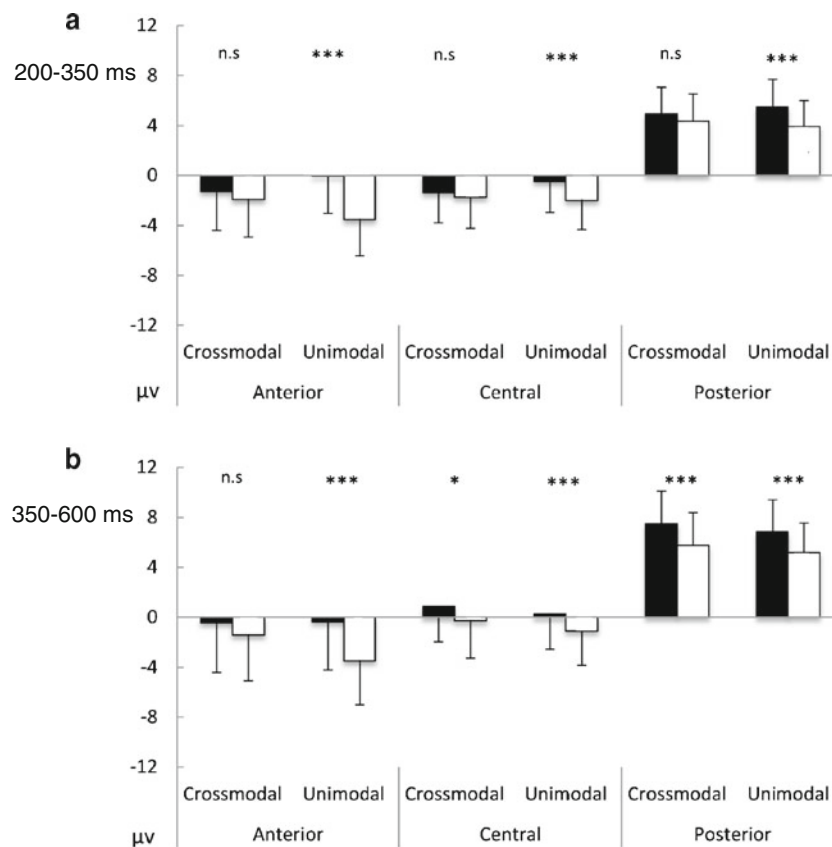 a
200-350 ms
12
8
4
0
-4
-8
-12
n.s *** n.s *** n.s ***
Crossmodal Unimodal Crossmodal Unimodal Crossmodal Unimodal
μv Anterior Central Posterior
b
350-600 ms
12
8
4
0
-4
-8
-12
n.s *** * *** *** ***
Crossmodal Unimodal Crossmodal Unimodal Crossmodal Unimodal
μv Anterior Central Posterior